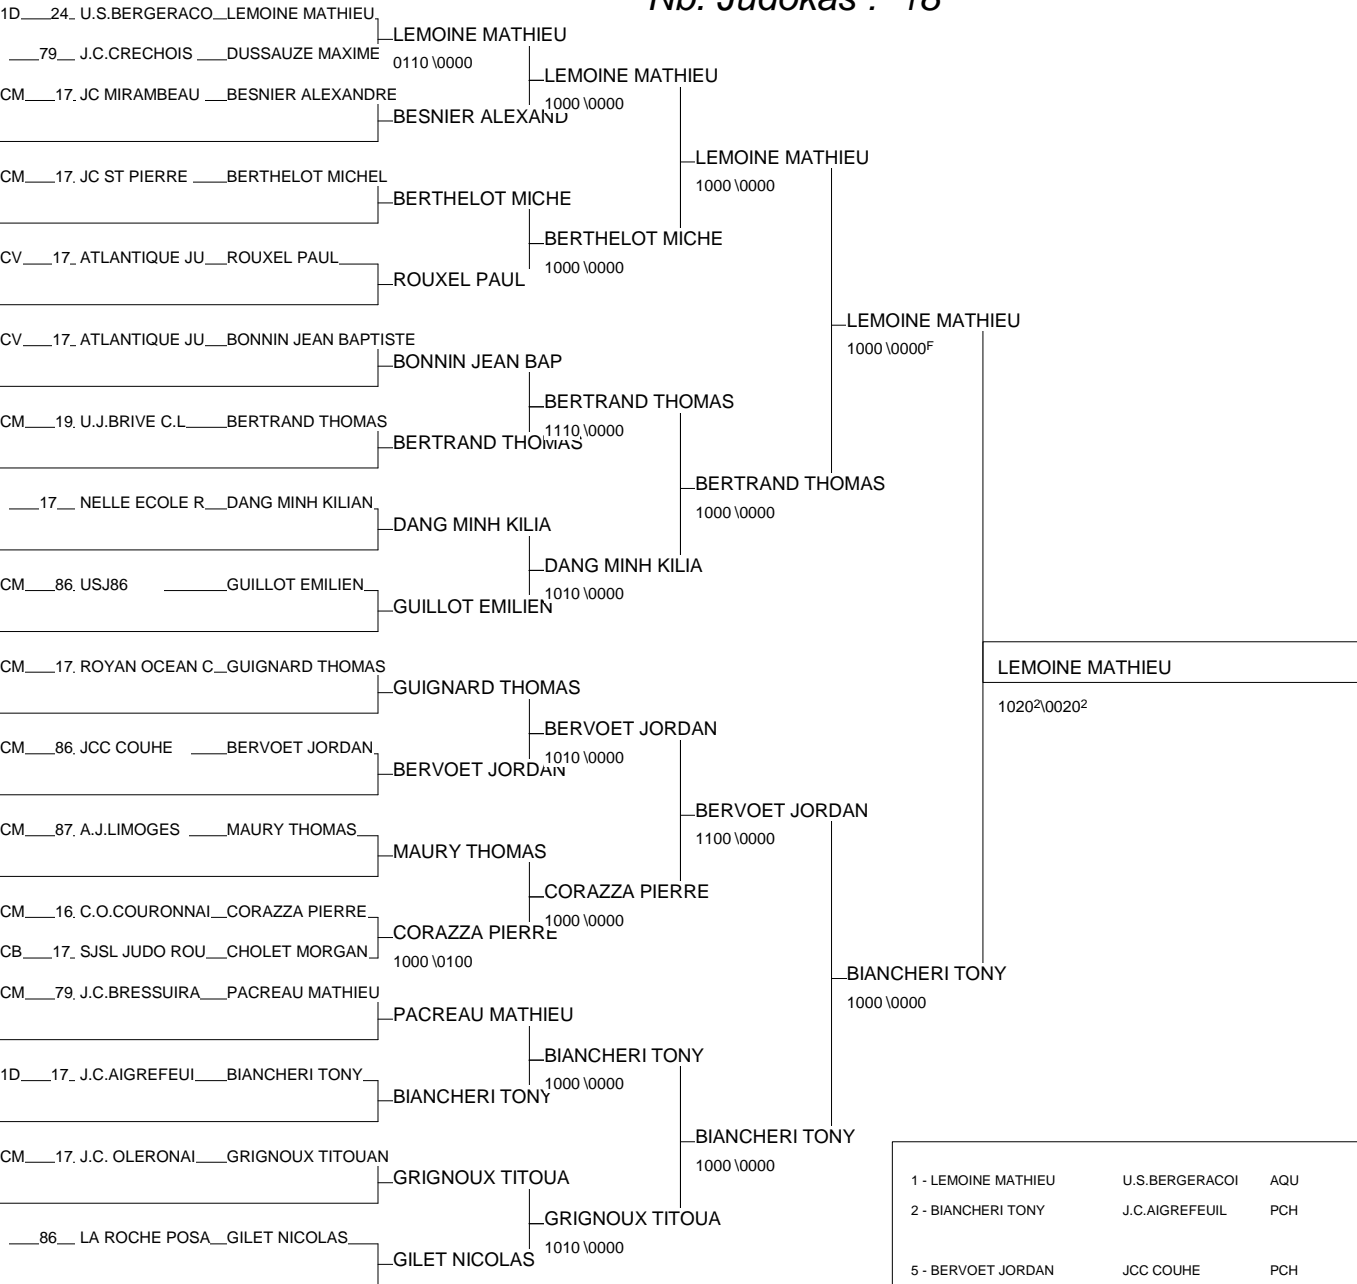 Nb. Judokas : 18
1D 24 U.S.BERGERACO LEMOINE MATHIEU
LEMOINE MATHIEU
79 J.C.CRECHOIS DUSSAUZE MAXIME 0110 \0000
LEMOINE MATHIEU
CM 17 JC MIRAMBEAU BESNIER ALEXANDRE
1000 \0000
BESNIER ALEXAND
LEMOINE MATHIEU
CM 17 JC ST PIERRE BERTHELOT MICHEL
1000 \0000
BERTHELOT MICHE
BERTHELOT MICHE
CV 17 ATLANTIQUE JU ROUXEL PAUL
1000 \0000
ROUXEL PAUL
LEMOINE MATHIEU
CV 17 ATLANTIQUE JU BONNIN JEAN BAPTISTE
1000 \0000F
BONNIN JEAN BAP
BERTRAND THOMAS
CM 19 U.J.BRIVE C.L BERTRAND THOMAS
1110 \0000
BERTRAND THOMAS
BERTRAND THOMAS
17 NELLE ECOLE R DANG MINH KILIAN
1000 \0000
DANG MINH KILIA
DANG MINH KILIA
CM 86 USJ86 GUILLOT EMILIEN
1010 \0000
GUILLOT EMILIEN
CM 17 ROYAN OCEAN C GUIGNARD THOMAS
LEMOINE MATHIEU
GUIGNARD THOMAS
1020²\0020²
BERVOET JORDAN
CM 86 JCC COUHE BERVOET JORDAN
1010 \0000
BERVOET JORDAN
BERVOET JORDAN
CM 87 A.J.LIMOGES MAURY THOMAS
1100 \0000
MAURY THOMAS
CORAZZA PIERRE
CM 16 C.O.COURONNAI CORAZZA PIERRE
1000 \0000
CORAZZA PIERRE
CB 17 SJSL JUDO ROU CHOLET MORGAN
1000 \0100
BIANCHERI TONY
CM 79 J.C.BRESSUIRA PACREAU MATHIEU
1000 \0000
PACREAU MATHIEU
BIANCHERI TONY
1D 17 J.C.AIGREFEUI BIANCHERI TONY
1000 \0000
BIANCHERI TONY
BIANCHERI TONY
CM 17 J.C. OLERONAI GRIGNOUX TITOUAN
1000 \0000
GRIGNOUX TITOUA
1 - LEMOINE MATHIEU U.S.BERGERACOI AQU
2 - BIANCHERI TONY J.C.AIGREFEUIL PCH
GRIGNOUX TITOUA
86 LA ROCHE POSA GILET NICOLAS
1010 \0000
GILET NICOLAS
5 - BERVOET JORDAN JCC COUHE PCH